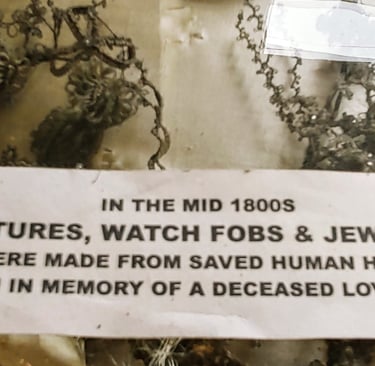 IN THE MID 1800S
TURES, WATCH FOBS & JEW
ERE MADE FROM SAVED HUMAN H
IN MEMORY OF A DECEASED LO